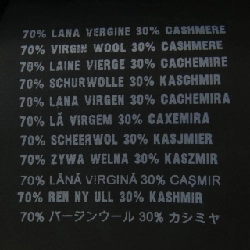 70% LANA VERGINE 30% CASHMERE
70% VIRGIN WOOL 30% CASHMERE
70% LAINE VIERGE 30% CACHEMIRE
70% SCHURWOLLE 30% KASCHMIR
70% LANA VIRGEN 30% CACHEMIRA
70% LÃ VIRGEM 30% CAXEMIRA
70% SCHEERWOL 30% KASJMIER
70% ZYWA WELNA 30% KASZMIR
70% LÂNĂ VIRGINĂ 30% CAŞMIR
70% REN NY ULL 30% KASHMIR
70% バージンウール 30% カシミヤ